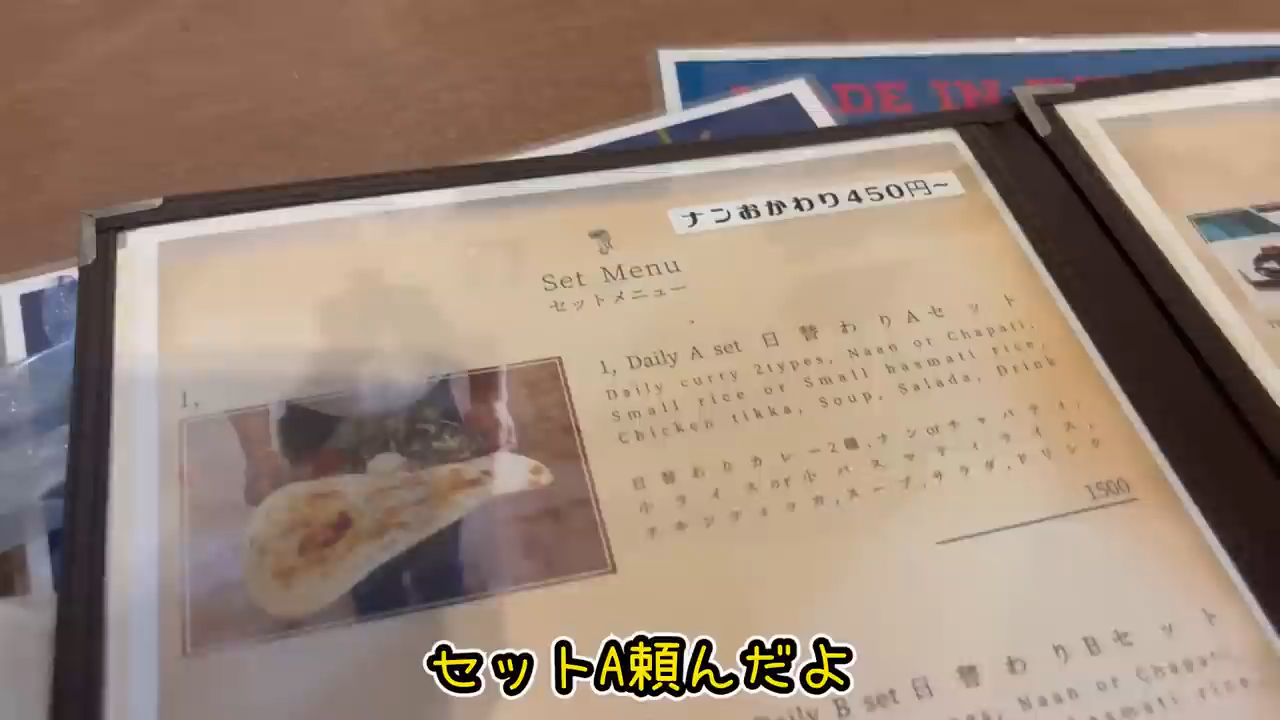 ADE IN
ナンおかわり450円~
Set Menu
セットメニュー
1,
1, Daily A set 日替わりAセット
Daily curry 2types, Naan or Chapati,
Small rice or Small basmati rice,
Chicken tikka, Soup, Salada, Drink
日替わりカレー2種,ナンorチャパティ,
小ライスor小バスマティライス,
チキンティッカ,スープ,サラダ,ドリンク
1500
Daily B set 日替わりBセット
Naan or Chapati
basmati rice
セットA頼んだよ